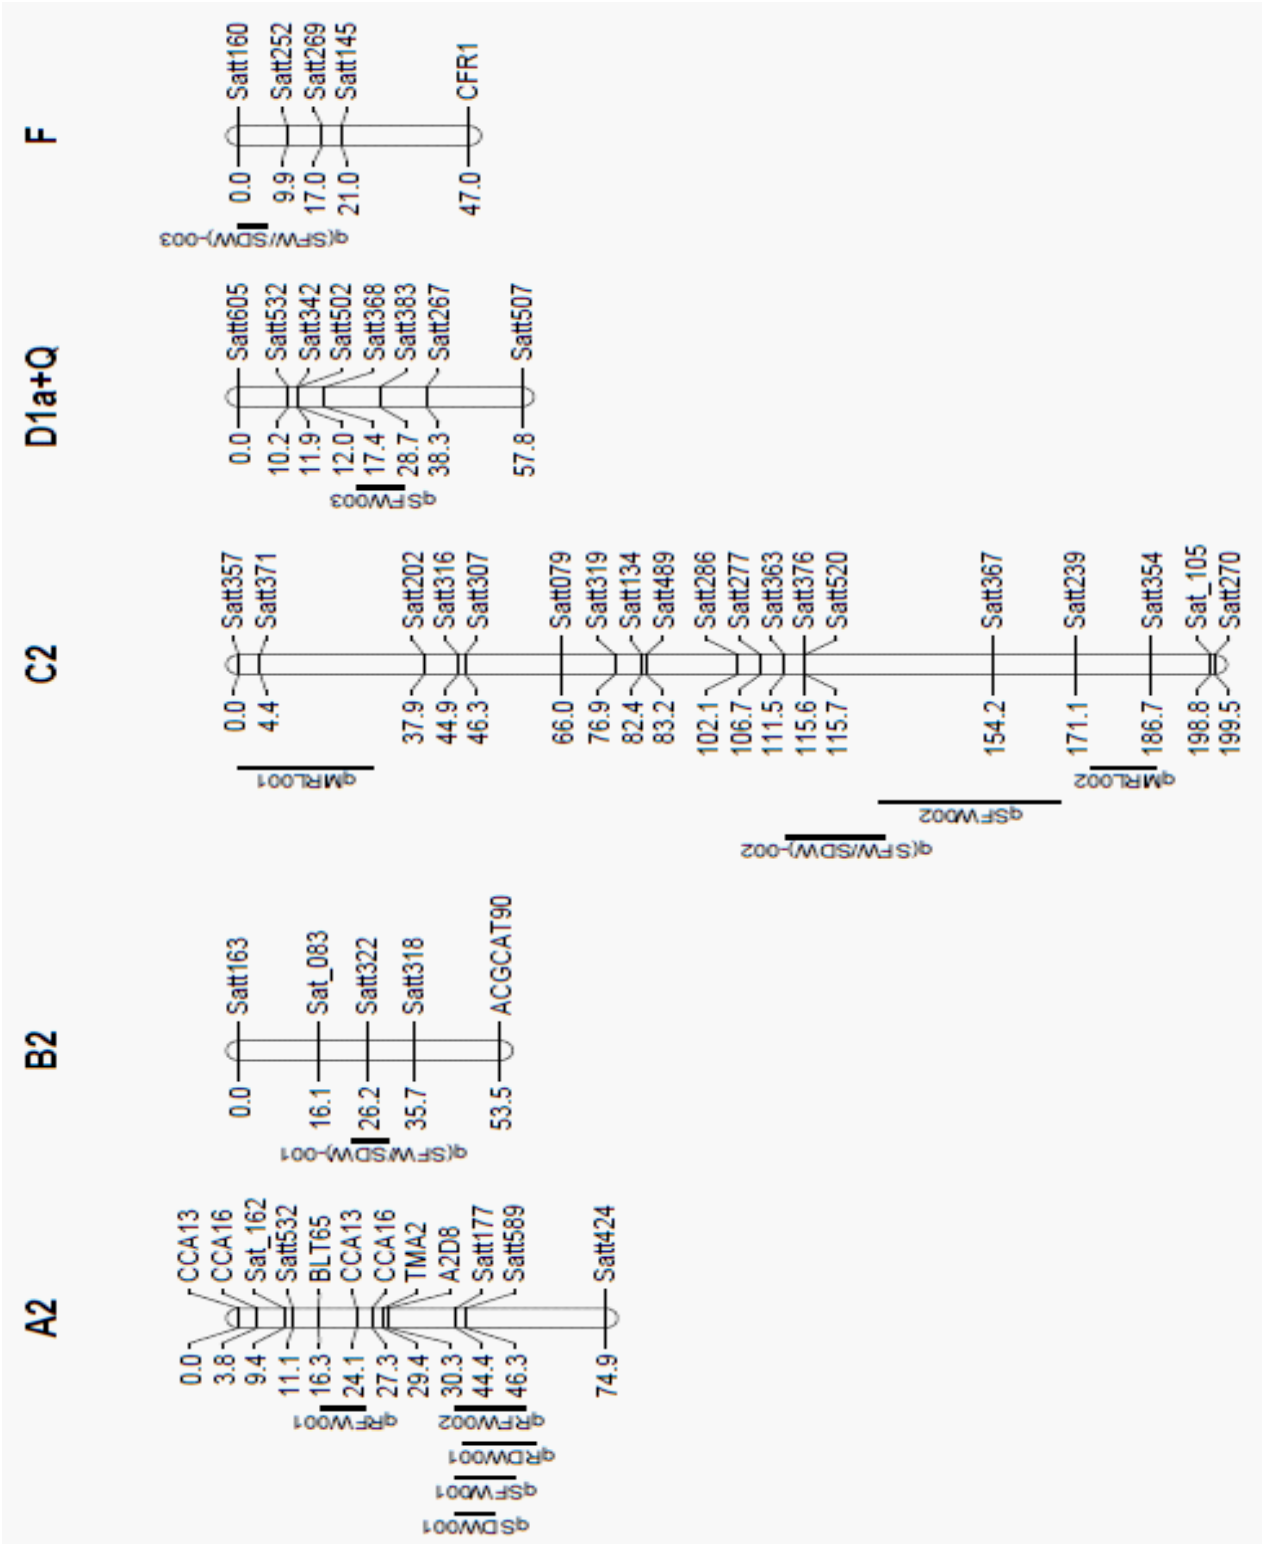 A2
0.0 CCA13
3.8 CCA16
9.4 Sat_162
11.1 Satt532
16.3 BLT65
24.1 CCA13
27.3 CCA16
29.4 TMA2
30.3 A2D8
44.4 Satt177
46.3 Satt589
74.9 Satt424
qRFW001
qRFW002
qRDW001
qSFW001
qSDW001
B2
0.0 Satt163
16.1 Sat_083
26.2 Satt322
35.7 Satt318
53.5 ACGCAT90
q(SFW/SDW)-001
C2
0.0 Satt357
4.4 Satt371
37.9 Satt202
44.9 Satt316
46.3 Satt307
66.0 Satt079
76.9 Satt319
82.4 Satt134
83.2 Satt489
102.1 Satt286
106.7 Satt277
111.5 Satt363
115.6 Satt376
115.7 Satt520
154.2 Satt367
171.1 Satt239
186.7 Satt354
198.8 Sat_105
199.5 Satt270
qMRL001
qMRL002
qSFW002
q(SFW/SDW)-002
D1a+Q
0.0 Satt605
10.2 Satt532
11.9 Satt342
12.0 Satt502
17.4 Satt368
28.7 Satt383
38.3 Satt267
57.8 Satt507
qSFW003
F
0.0 Satt160
9.9 Satt252
17.0 Satt269
21.0 Satt145
47.0 CFR1
q(SFW/SDW)-003